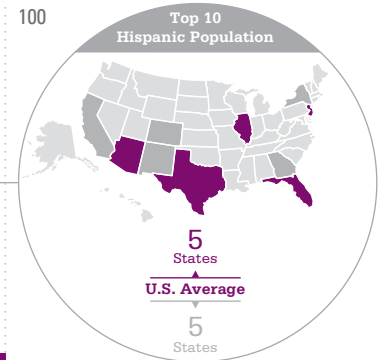 100
Top 10
Hispanic Population
5
States
U.S. Average
5
States